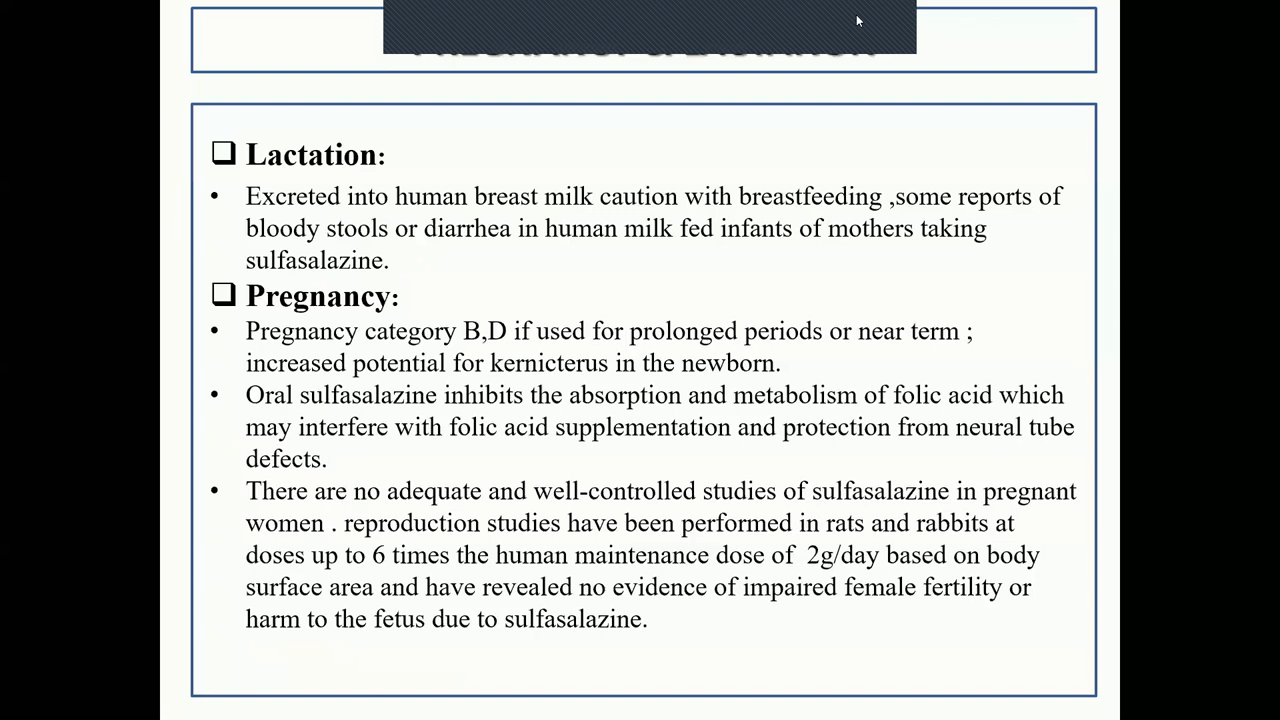 Lactation:
• Excreted into human breast milk caution with breastfeeding ,some reports of
bloody stools or diarrhea in human milk fed infants of mothers taking
sulfasalazine.
Pregnancy:
• Pregnancy category B,D if used for prolonged periods or near term ;
increased potential for kernicterus in the newborn.
• Oral sulfasalazine inhibits the absorption and metabolism of folic acid which
may interfere with folic acid supplementation and protection from neural tube
defects.
• There are no adequate and well-controlled studies of sulfasalazine in pregnant
women . reproduction studies have been performed in rats and rabbits at
doses up to 6 times the human maintenance dose of 2g/day based on body
surface area and have revealed no evidence of impaired female fertility or
harm to the fetus due to sulfasalazine.